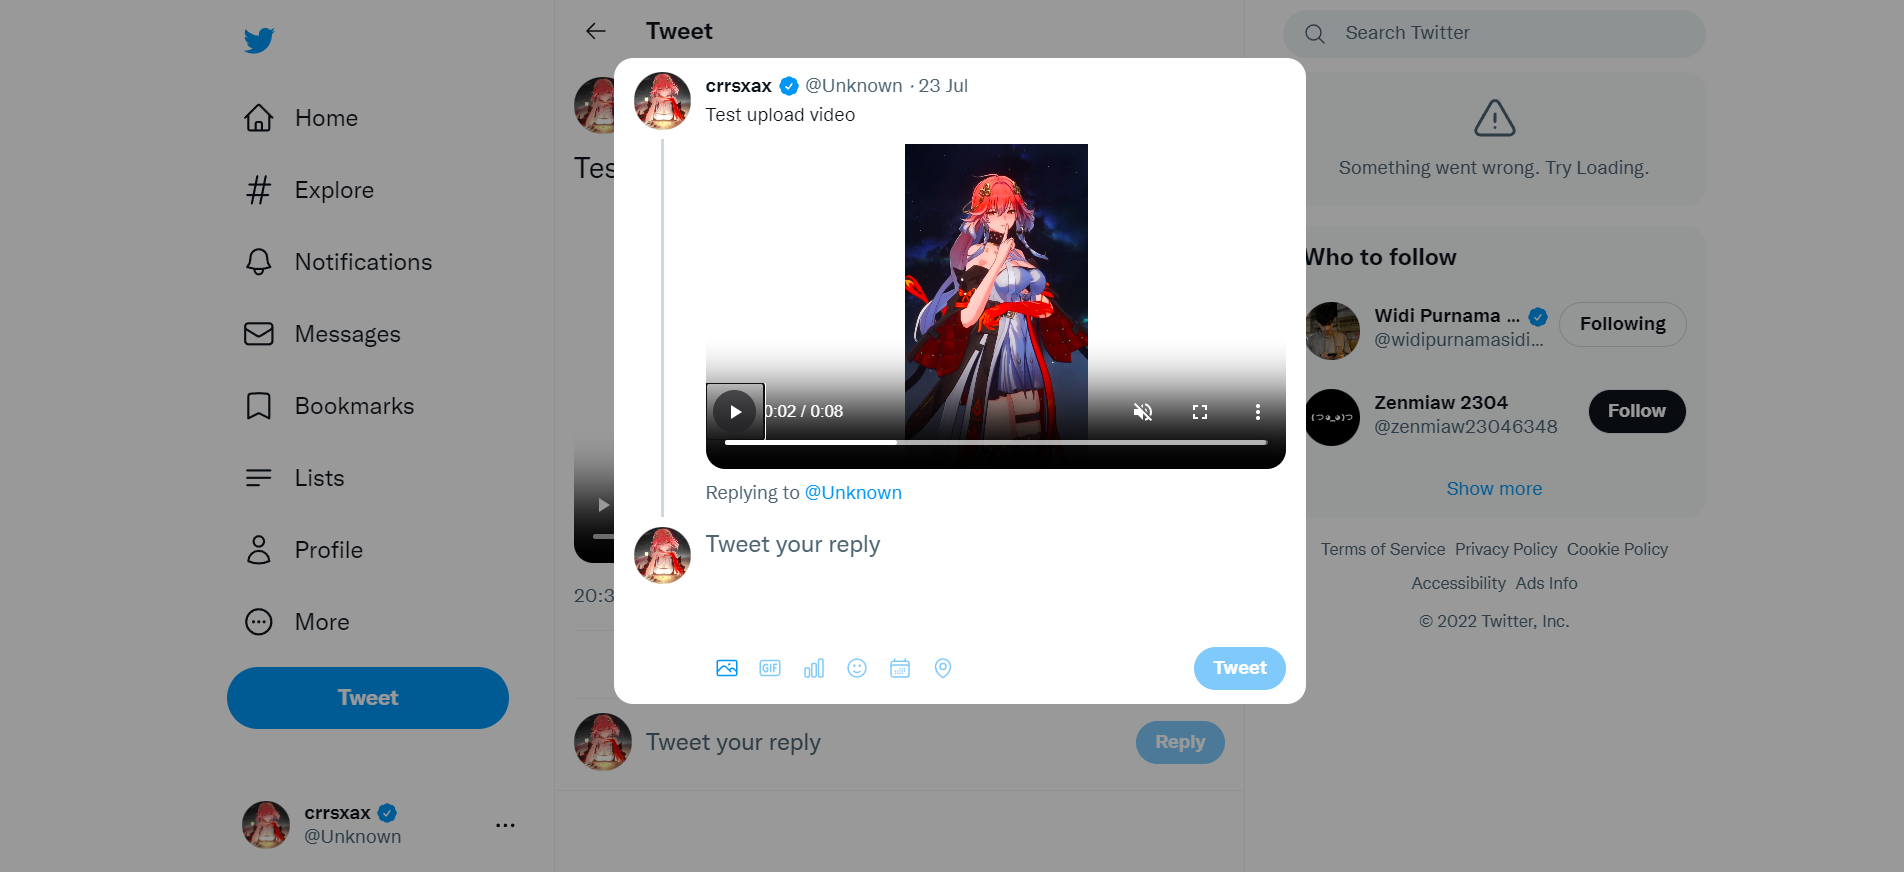 Home
Explore
Notifications
Messages
Bookmarks
Lists
Profile
More
Tweet
crrsxax
@Unknown
Tweet
Tes
20:3
crrsxax @Unknown · 23 Jul
Test upload video
0:02 / 0:08
Replying to @Unknown
Tweet your reply
GIF
Tweet
Tweet your reply
Reply
Search Twitter
Something went wrong. Try Loading.
Who to follow
Widi Purnama ...
@widipurnamasidi...
Following
Zenmiaw 2304
@zenmiaw23046348
Follow
Show more
Terms of Service Privacy Policy Cookie Policy
Accessibility Ads Info
© 2022 Twitter, Inc.